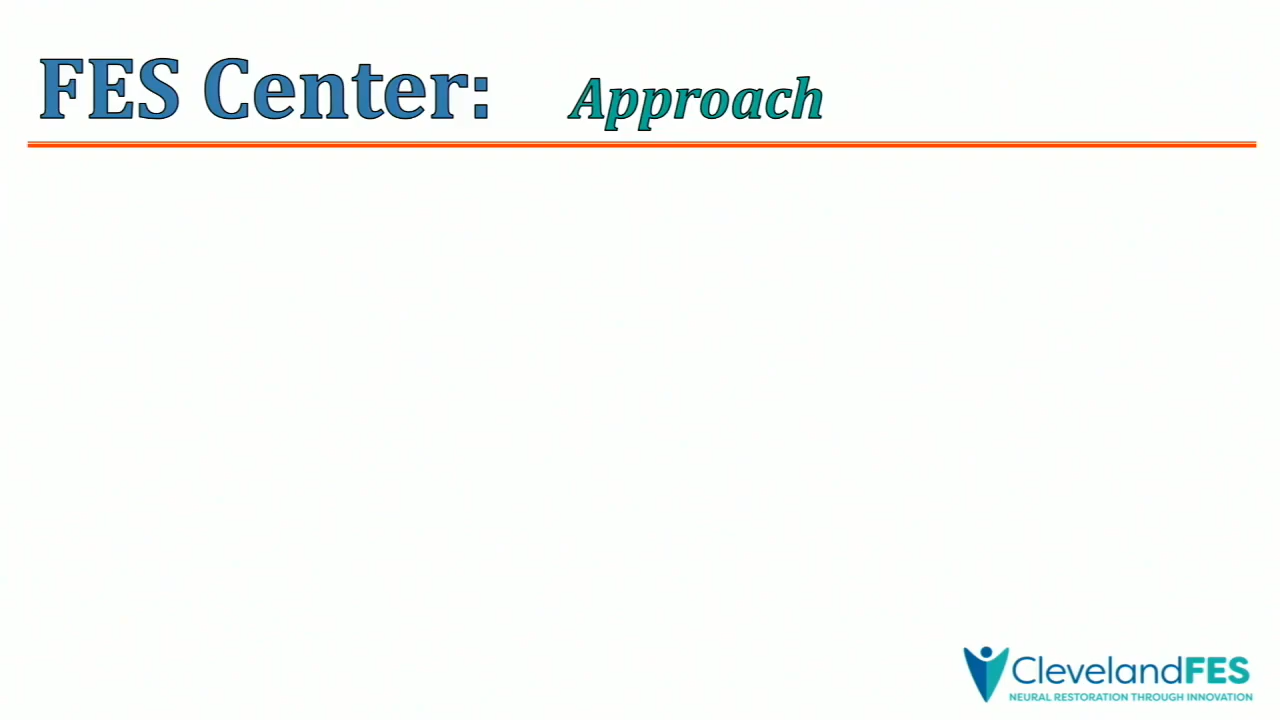 FES Center: Approach
ClevelandFES
NEURAL RESTORATION THROUGH INNOVATION